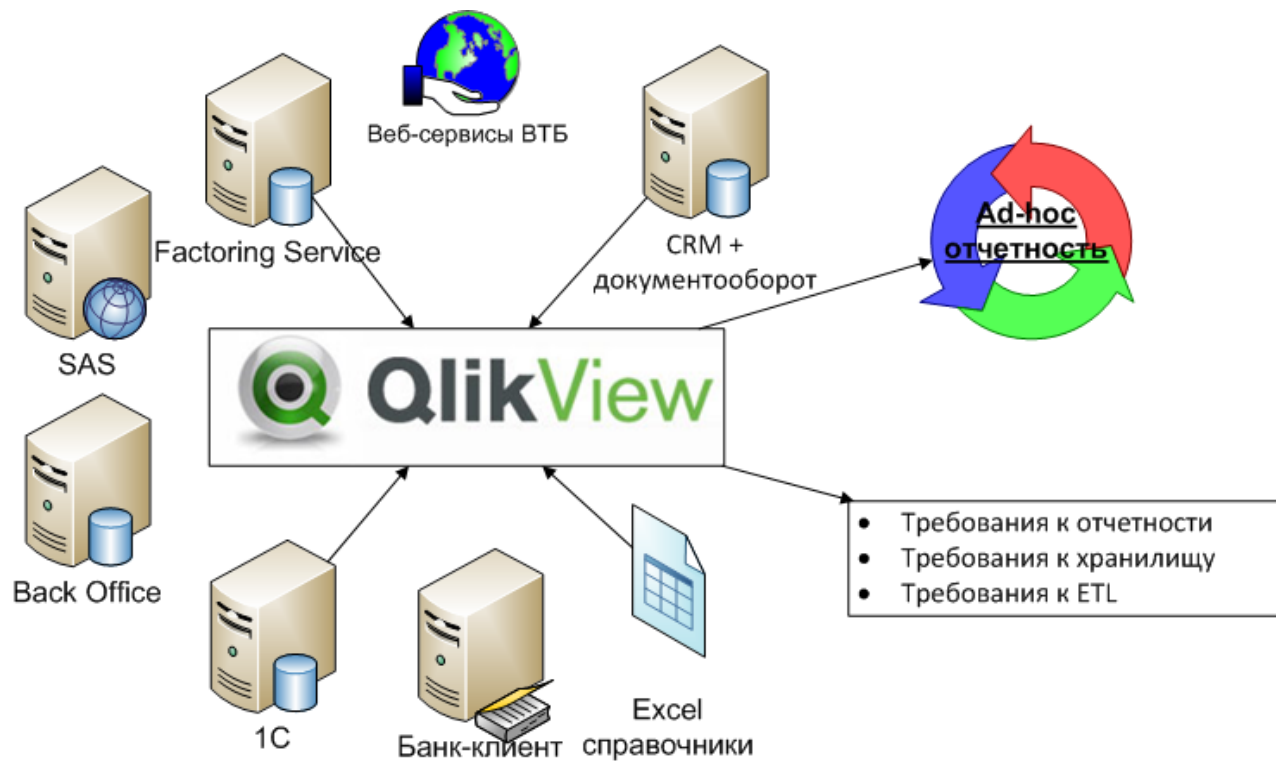 Веб-сервисы ВТБ
Factoring Service
CRM +
документооборот
Ad-hoc
отчетность
SAS
QlikView
Back Office
• Требования к отчетности
• Требования к хранилищу
• Требования к ETL
1С
Банк-клиент
Excel
справочники